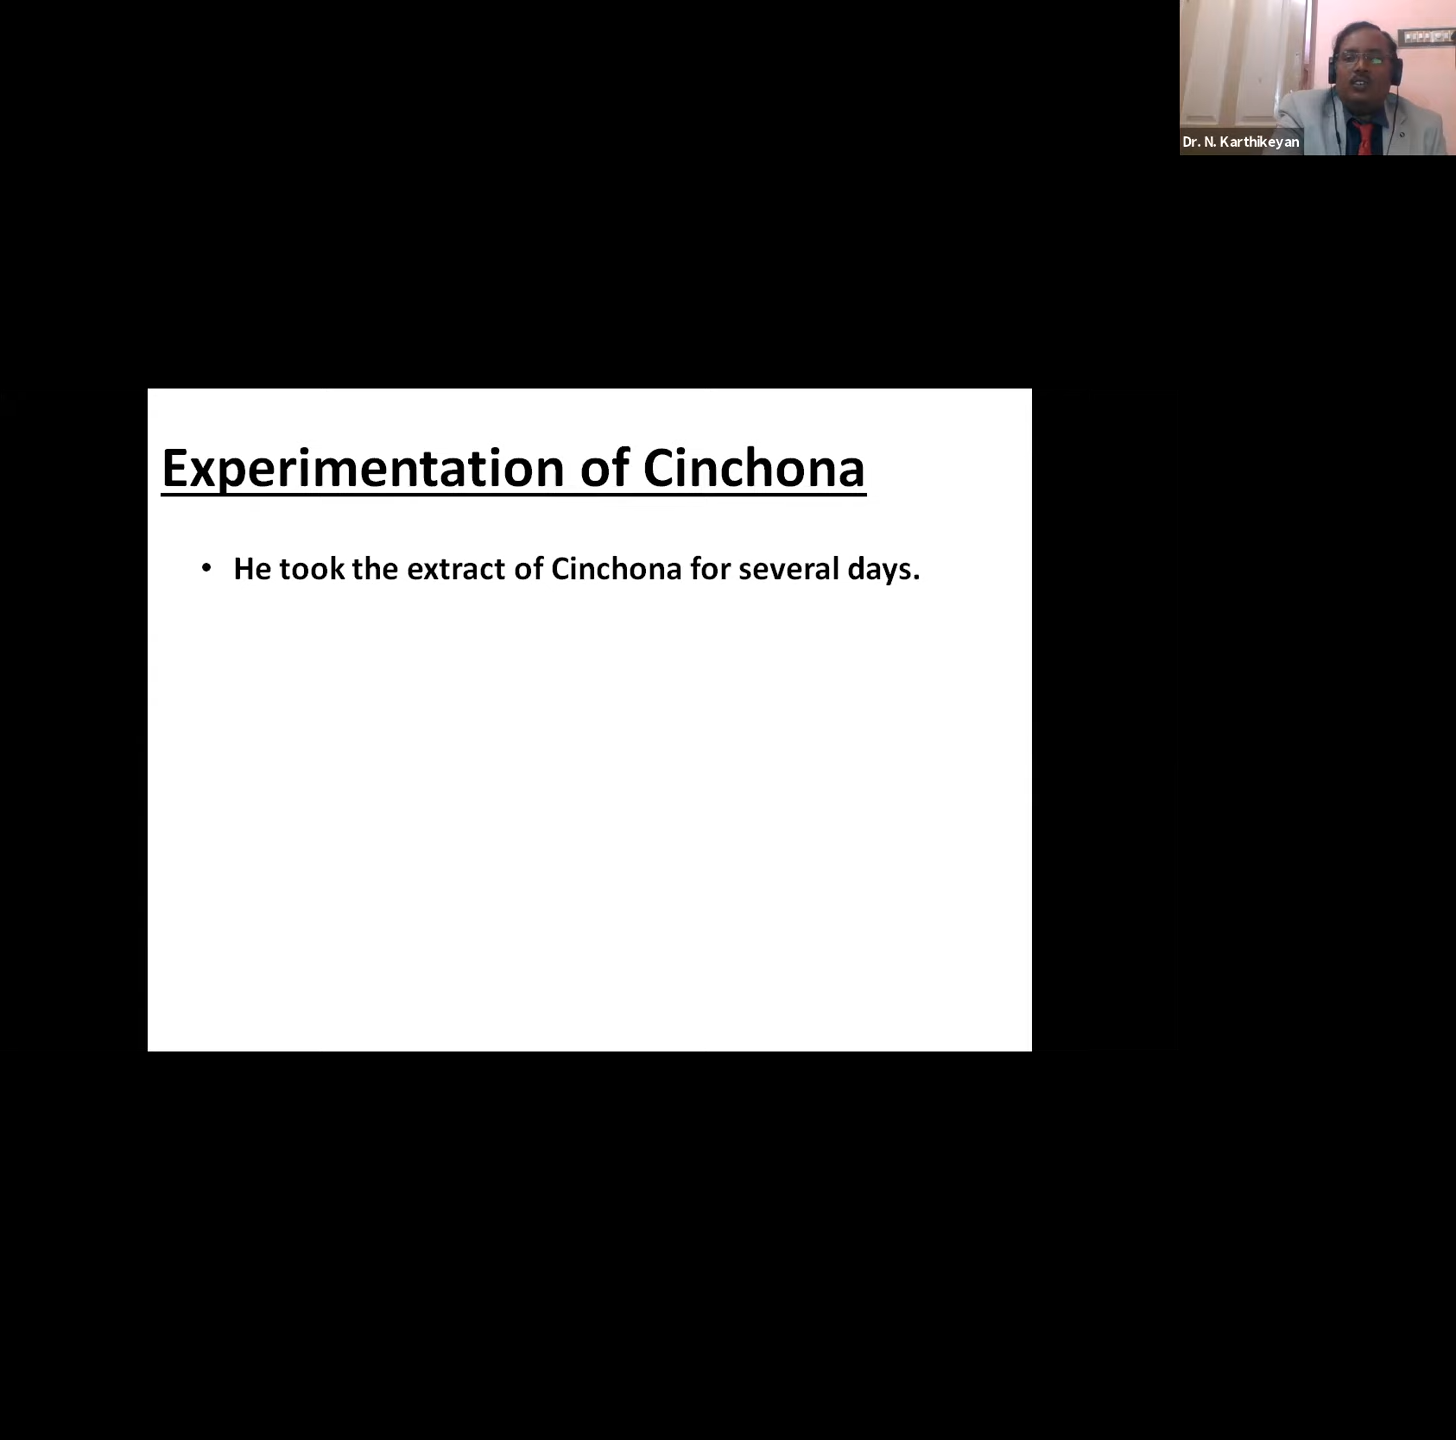 Dr. N. Karthikeyan
Experimentation of Cinchona
• He took the extract of Cinchona for several days.